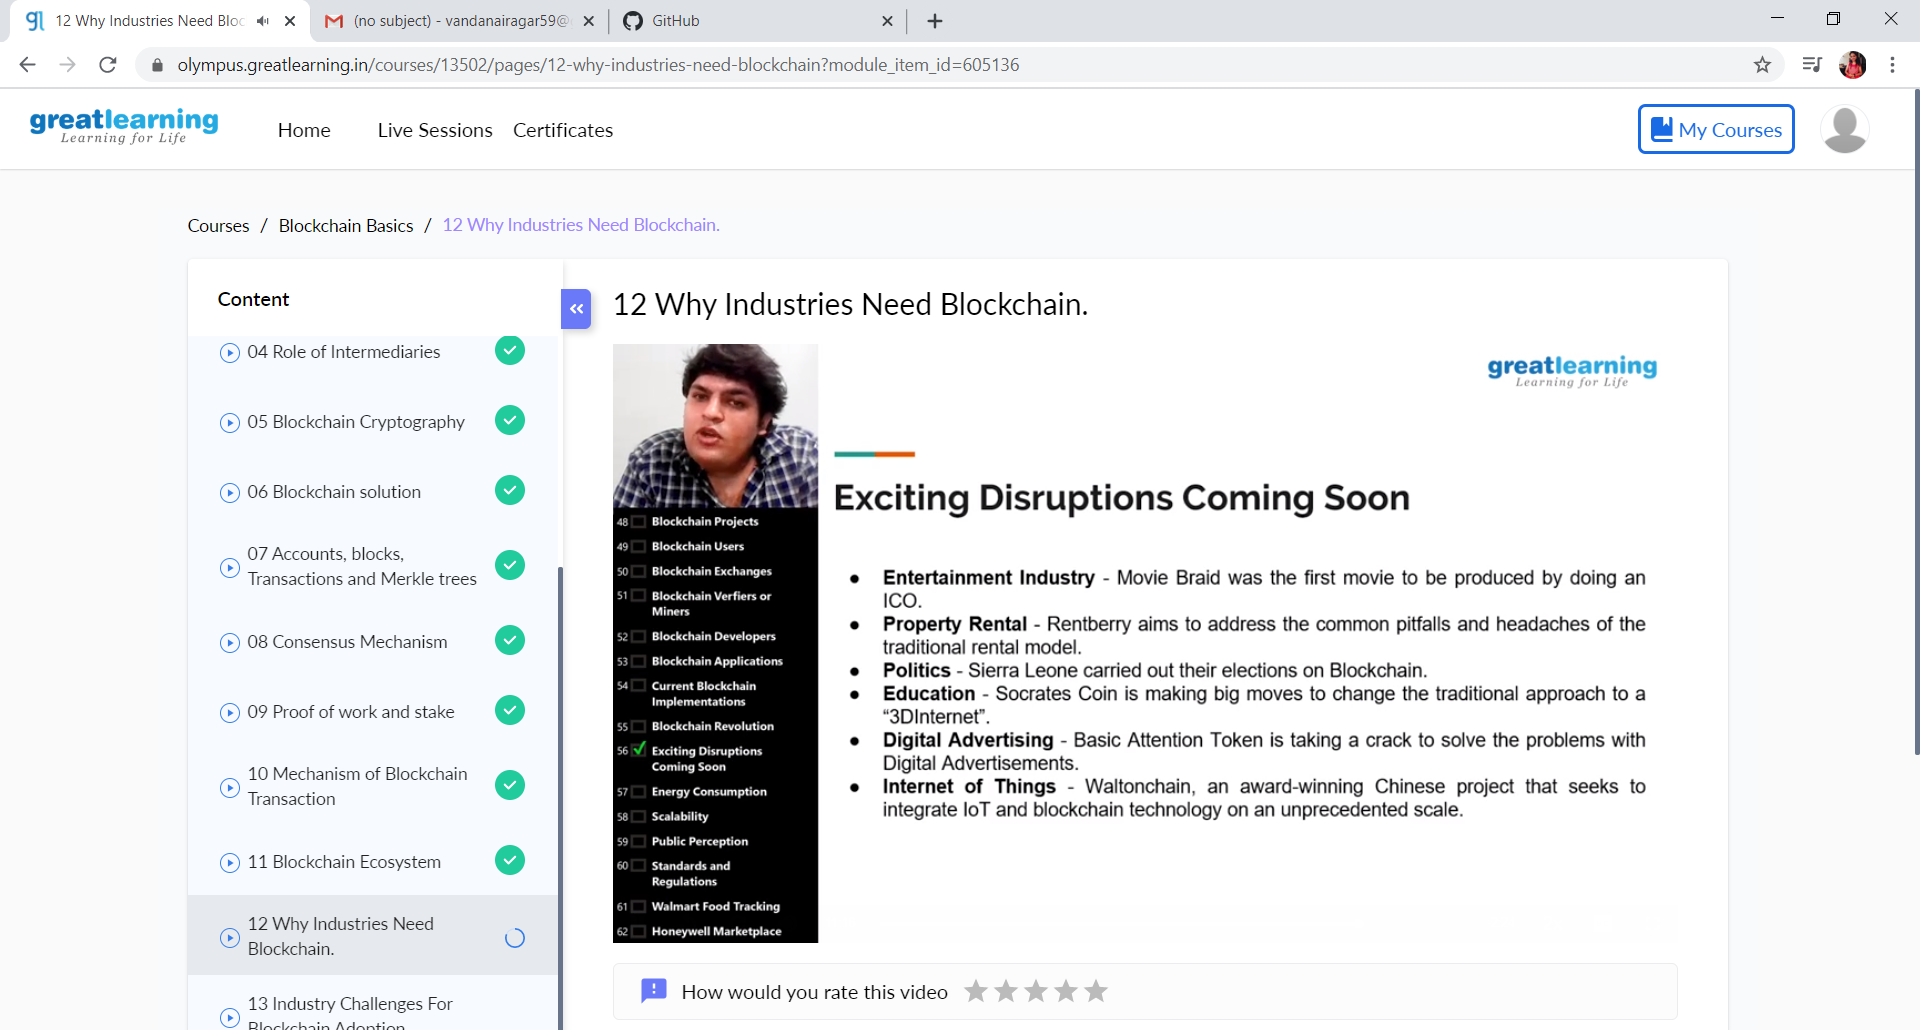 12 Why Industries Need Bloc
(no subject) - vandanairagar59@
GitHub
olympus.greatlearning.in/courses/13502/pages/12-why-industries-need-blockchain?module_item_id=605136
greatlearning
Learning for Life
Home
Live Sessions
Certificates
My Courses
Courses / Blockchain Basics / 12 Why Industries Need Blockchain.
Content
04 Role of Intermediaries
05 Blockchain Cryptography
06 Blockchain solution
07 Accounts, blocks,
Transactions and Merkle trees
08 Consensus Mechanism
09 Proof of work and stake
10 Mechanism of Blockchain
Transaction
11 Blockchain Ecosystem
12 Why Industries Need
Blockchain.
13 Industry Challenges For
Blockchain Adoption
12 Why Industries Need Blockchain.
48 Blockchain Projects
49 Blockchain Users
50 Blockchain Exchanges
51 Blockchain Verfiers or
Miners
52 Blockchain Developers
53 Blockchain Applications
54 Current Blockchain
Implementations
55 Blockchain Revolution
56 Exciting Disruptions
Coming Soon
57 Energy Consumption
58 Scalability
59 Public Perception
60 Standards and
Regulations
61 Walmart Food Tracking
62 Honeywell Marketplace
greatlearning
Learning for Life
Exciting Disruptions Coming Soon
● Entertainment Industry - Movie Braid was the first movie to be produced by doing an
ICO.
● Property Rental - Rentberry aims to address the common pitfalls and headaches of the
traditional rental model.
● Politics - Sierra Leone carried out their elections on Blockchain.
● Education - Socrates Coin is making big moves to change the traditional approach to a
“3DInternet”.
● Digital Advertising - Basic Attention Token is taking a crack to solve the problems with
Digital Advertisements.
● Internet of Things - Waltonchain, an award-winning Chinese project that seeks to
integrate IoT and blockchain technology on an unprecedented scale.
How would you rate this video